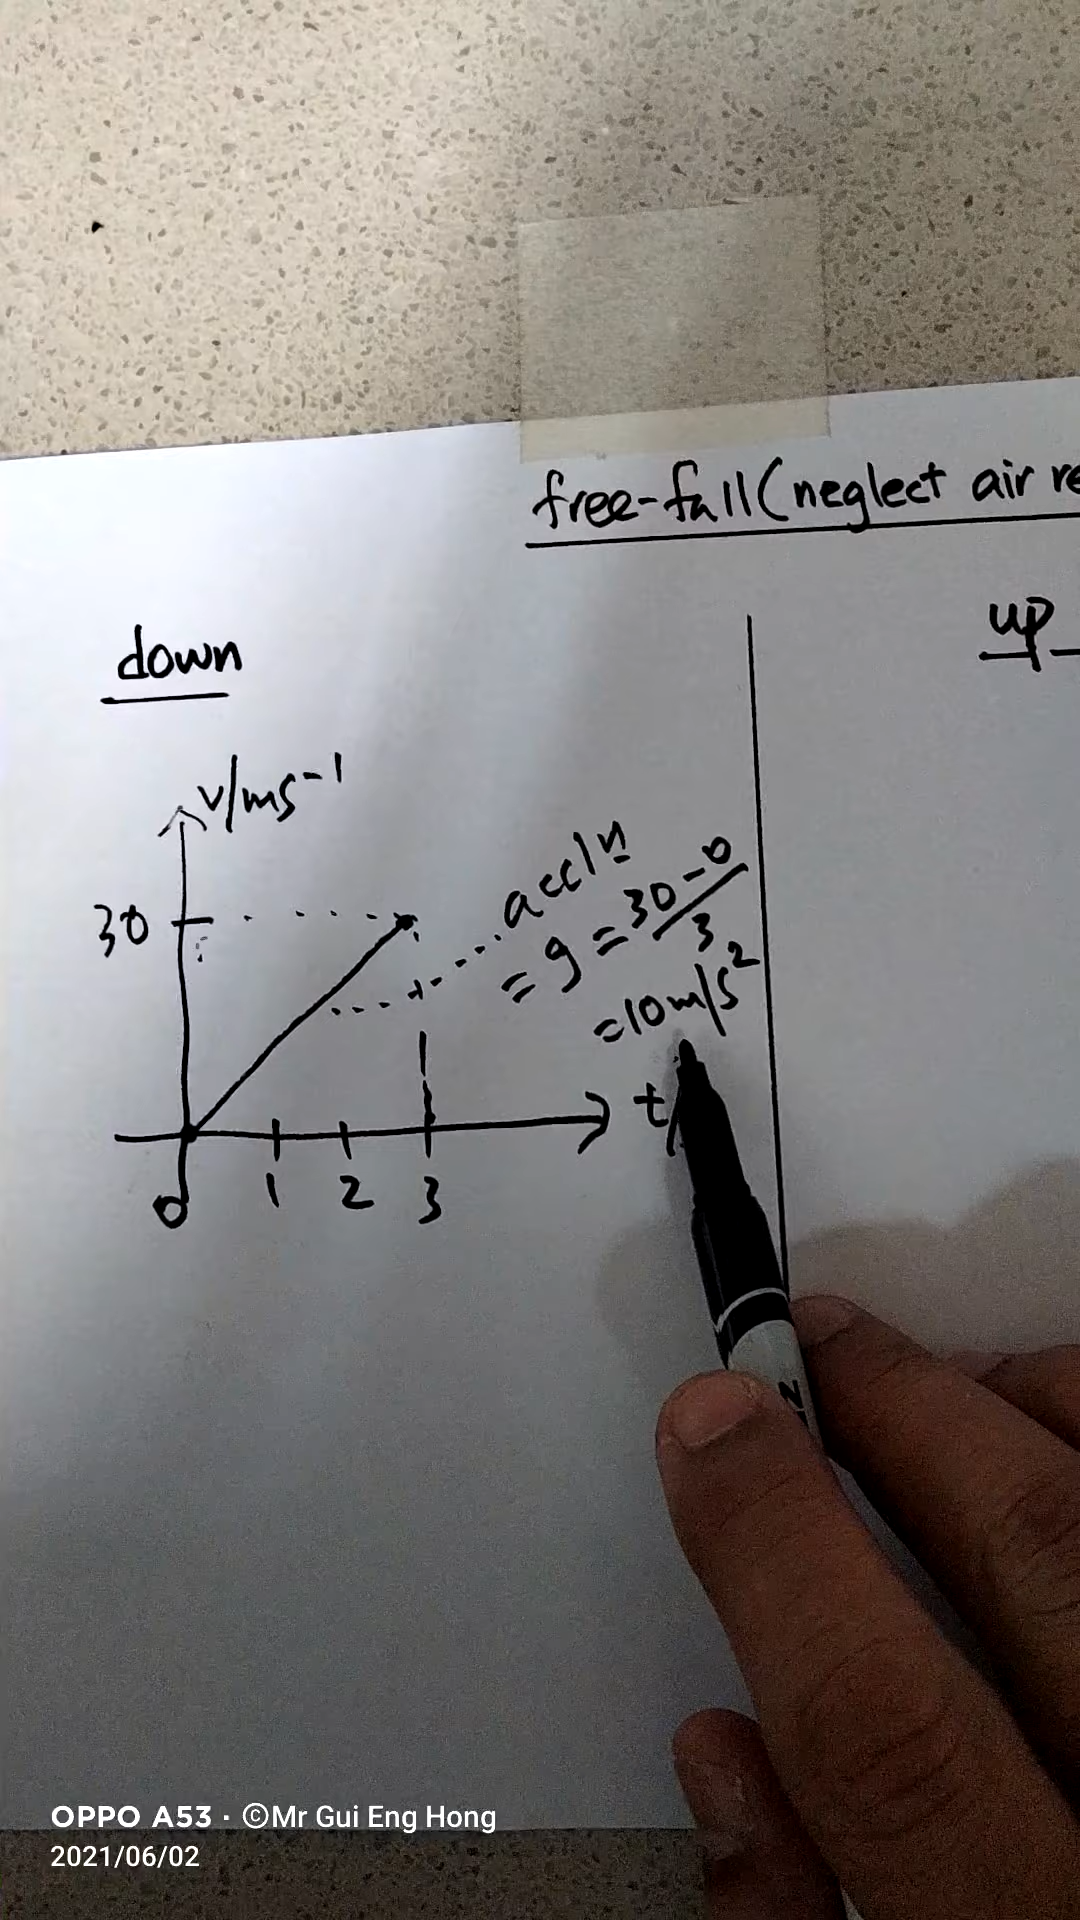 free-fall (neglect air re
down
up
v/ms⁻¹
30
accln
= g = 30-0/3
= 10 m/s²
t/
0 1 2 3
N
OPPO A53 · ©Mr Gui Eng Hong
2021/06/02